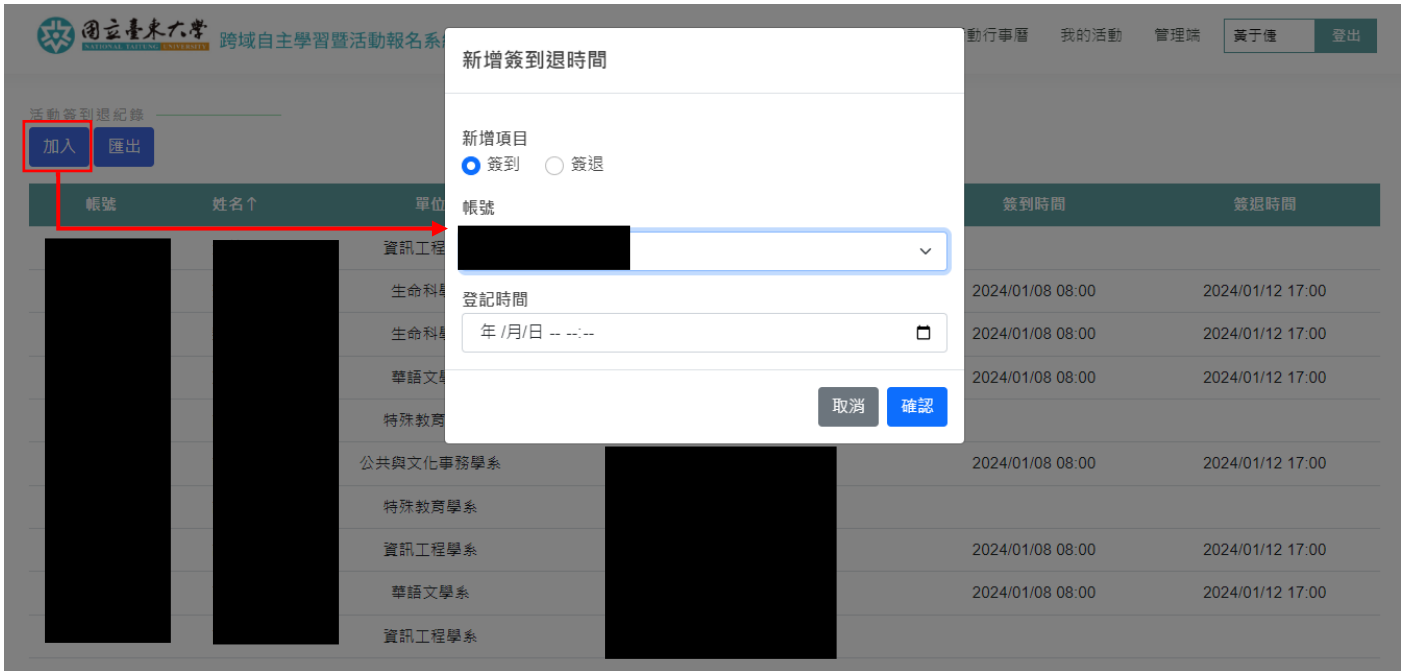 國立臺東大學
NATIONAL TAITUNG UNIVERSITY
跨域自主學習暨活動報名系
動行事曆 我的活動 管理端 黃于僡 登出
新增簽到退時間
活動簽到退紀錄
加入 匯出
新增項目
簽到 簽退
帳號 姓名↑ 單位 簽到時間 簽退時間
帳號
資訊工程
生命科 2024/01/08 08:00 2024/01/12 17:00
登記時間
年 /月/日 -- --:--
生命科 2024/01/08 08:00 2024/01/12 17:00
華語文 2024/01/08 08:00 2024/01/12 17:00
取消 確認
特殊教育
公共與文化事務學系 2024/01/08 08:00 2024/01/12 17:00
特殊教育學系
資訊工程學系 2024/01/08 08:00 2024/01/12 17:00
華語文學系 2024/01/08 08:00 2024/01/12 17:00
資訊工程學系